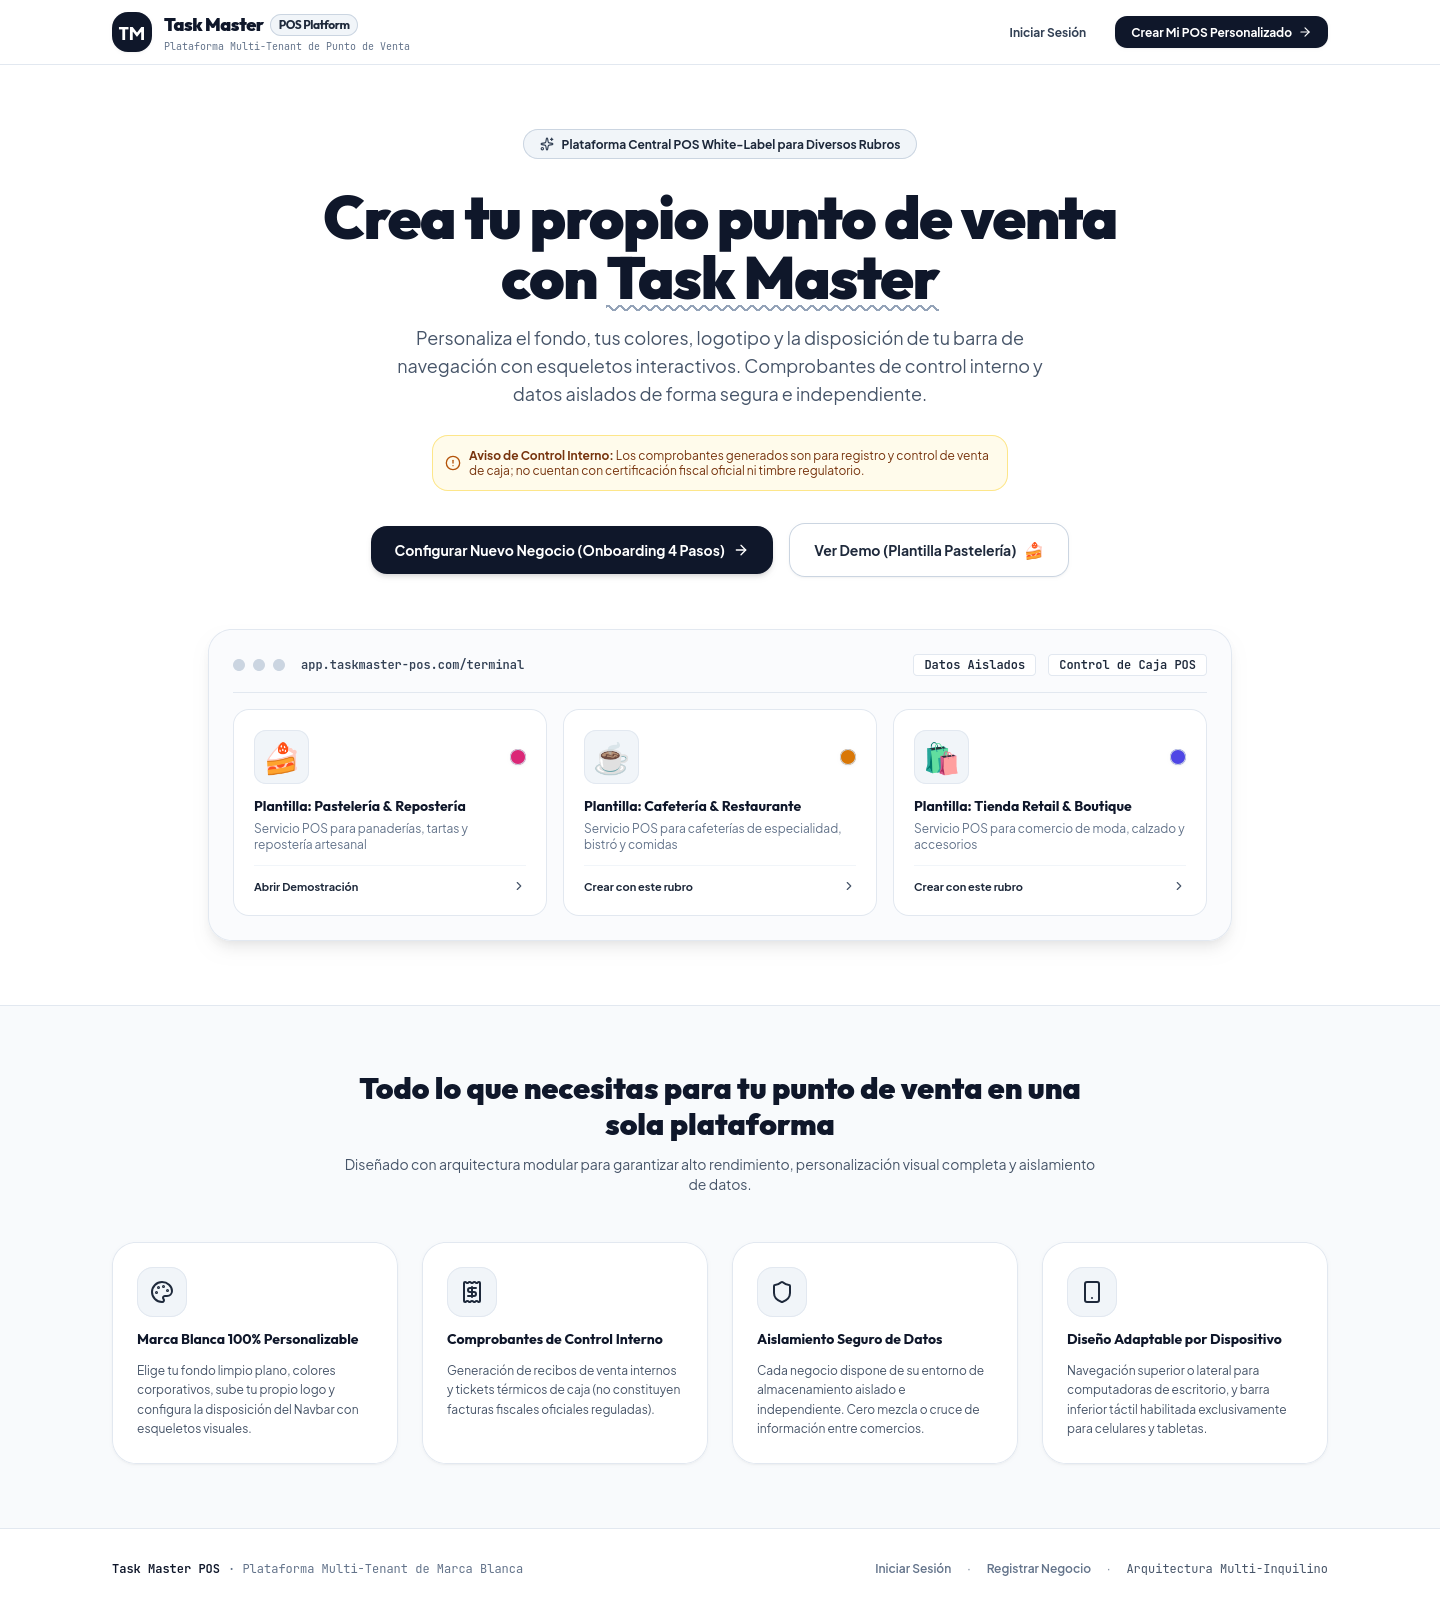 TM
Task Master
POS Platform
Plataforma Multi-Tenant de Punto de Venta
Iniciar Sesión
Crear Mi POS Personalizado
Plataforma Central POS White-Label para Diversos Rubros
Crea tu propio punto de venta
con Task Master
Personaliza el fondo, tus colores, logotipo y la disposición de tu barra de
navegación con esqueletos interactivos. Comprobantes de control interno y
datos aislados de forma segura e independiente.
Aviso de Control Interno: Los comprobantes generados son para registro y control de venta
de caja; no cuentan con certificación fiscal oficial ni timbre regulatorio.
Configurar Nuevo Negocio (Onboarding 4 Pasos)
Ver Demo (Plantilla Pastelería)
app.taskmaster-pos.com/terminal
Datos Aislados
Control de Caja POS
Plantilla: Pastelería & Repostería
Servicio POS para panaderías, tartas y
repostería artesanal
Abrir Demostración
Plantilla: Cafetería & Restaurante
Servicio POS para cafeterías de especialidad,
bistró y comidas
Crear con este rubro
Plantilla: Tienda Retail & Boutique
Servicio POS para comercio de moda, calzado y
accesorios
Crear con este rubro
Todo lo que necesitas para tu punto de venta en una
sola plataforma
Diseñado con arquitectura modular para garantizar alto rendimiento, personalización visual completa y aislamiento
de datos.
Marca Blanca 100% Personalizable
Elige tu fondo limpio plano, colores
corporativos, sube tu propio logo y
configura la disposición del Navbar con
esqueletos visuales.
Comprobantes de Control Interno
Generación de recibos de venta internos
y tickets térmicos de caja (no constituyen
facturas fiscales oficiales reguladas).
Aislamiento Seguro de Datos
Cada negocio dispone de su entorno de
almacenamiento aislado e
independiente. Cero mezcla o cruce de
información entre comercios.
Diseño Adaptable por Dispositivo
Navegación superior o lateral para
computadoras de escritorio, y barra
inferior táctil habilitada exclusivamente
para celulares y tabletas.
Task Master POS · Plataforma Multi-Tenant de Marca Blanca
Iniciar Sesión · Registrar Negocio · Arquitectura Multi-Inquilino